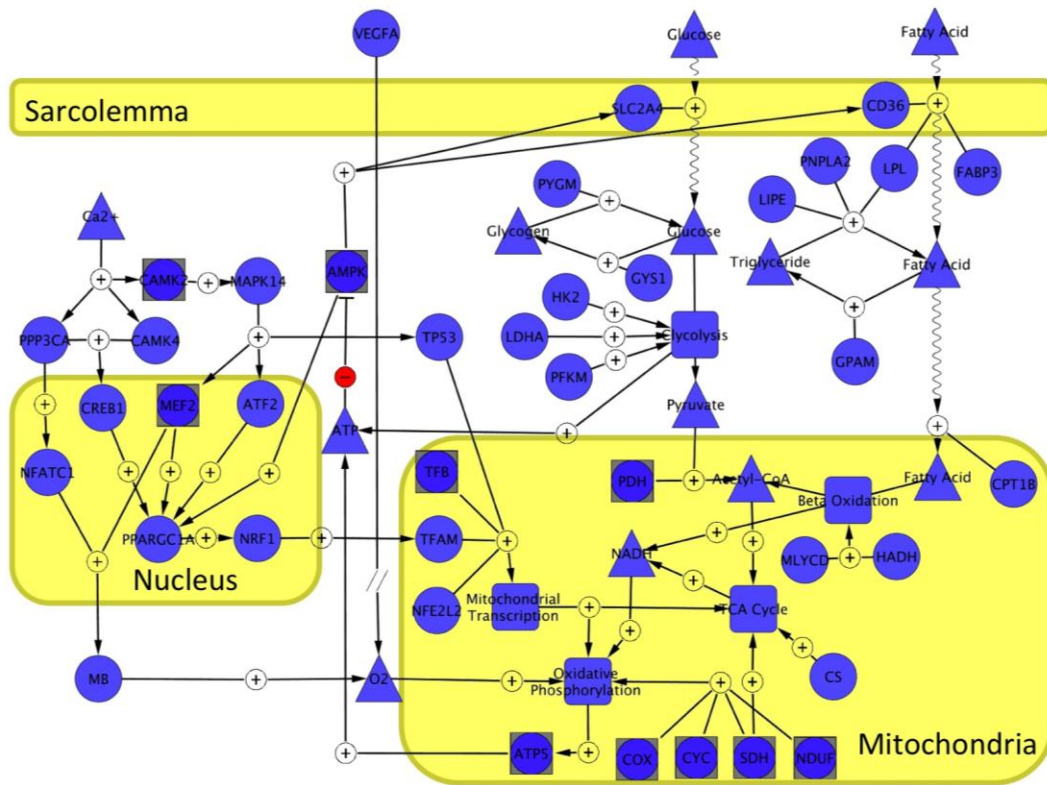 VEGFA
Glucose
Fatty Acid
Sarcolemma
SLC2A4
+
CD36
+
+
PNPLA2
LPL
FABP3
PYGM
LIPE
+
Ca2+
Glycogen
Glucose
+
Triglyceride
Fatty Acid
+
CAMK2
+
MAPK14
AMPK
+
GYS1
HK2
+
+
PPP3CA
+
CAMK4
+
TP53
LDHA
+
Glycolysis
GPAM
PFKM
+
−
+
CREB1
MEF2
ATF2
Pyruvate
ATP
+
+
NFATC1
+
+
+
+
TFB
PDH
+
Acetyl-CoA
Fatty Acid
CPT1B
Beta Oxidation
PPARGC1A
+
NRF1
+
TFAM
+
NADH
+
+
MLYCD
+
HADH
+
Nucleus
+
NFE2L2
Mitochondrial
Transcription
+
TCA Cycle
+
+
CS
MB
+
O2
+
Oxidative
Phosphorylation
+
+
ATP5
+
+
COX
CYC
SDH
NDUF
Mitochondria